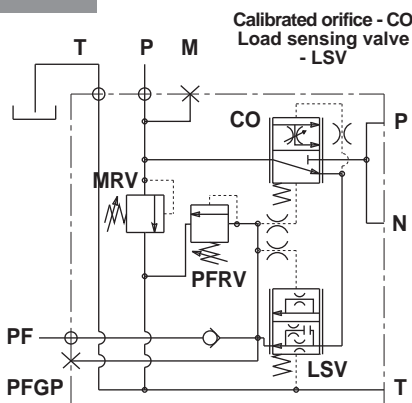 Calibrated orifice - CO
Load sensing valve
- LSV
T P M
CO
P
MRV
N
PFRV
PF
LSV
PFGP
T